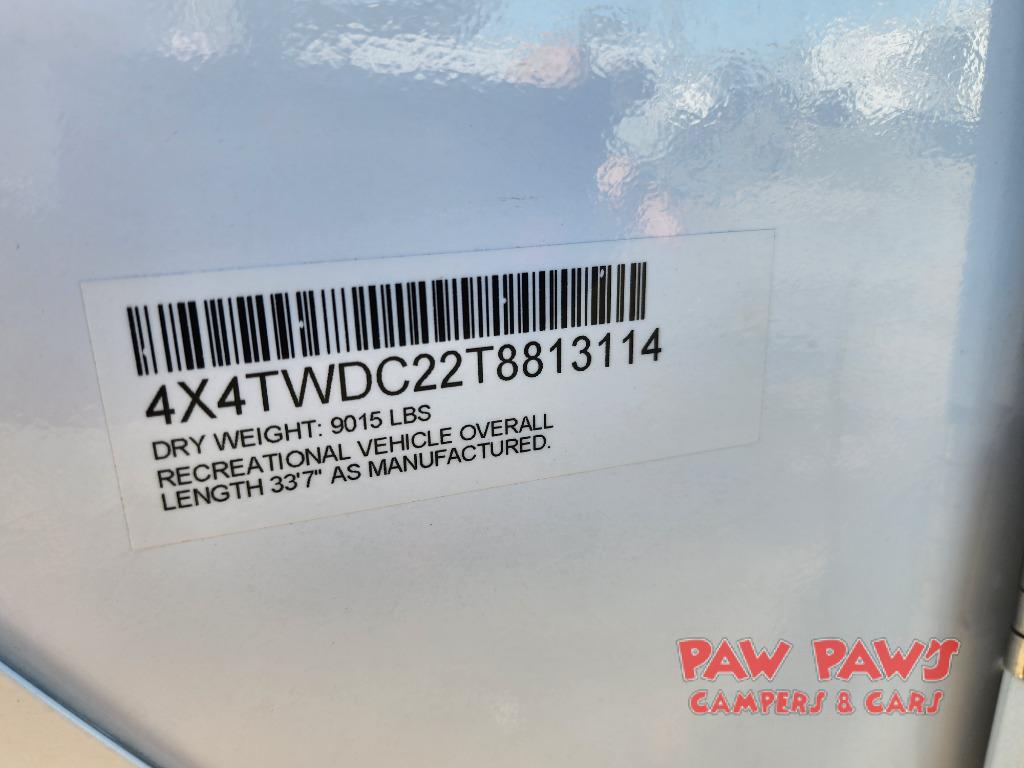 4X4TWDC22T8813114
DRY WEIGHT: 9015 LBS
RECREATIONAL VEHICLE OVERALL
LENGTH 33'7" AS MANUFACTURED.
PAW PAW'S
CAMPERS & CARS